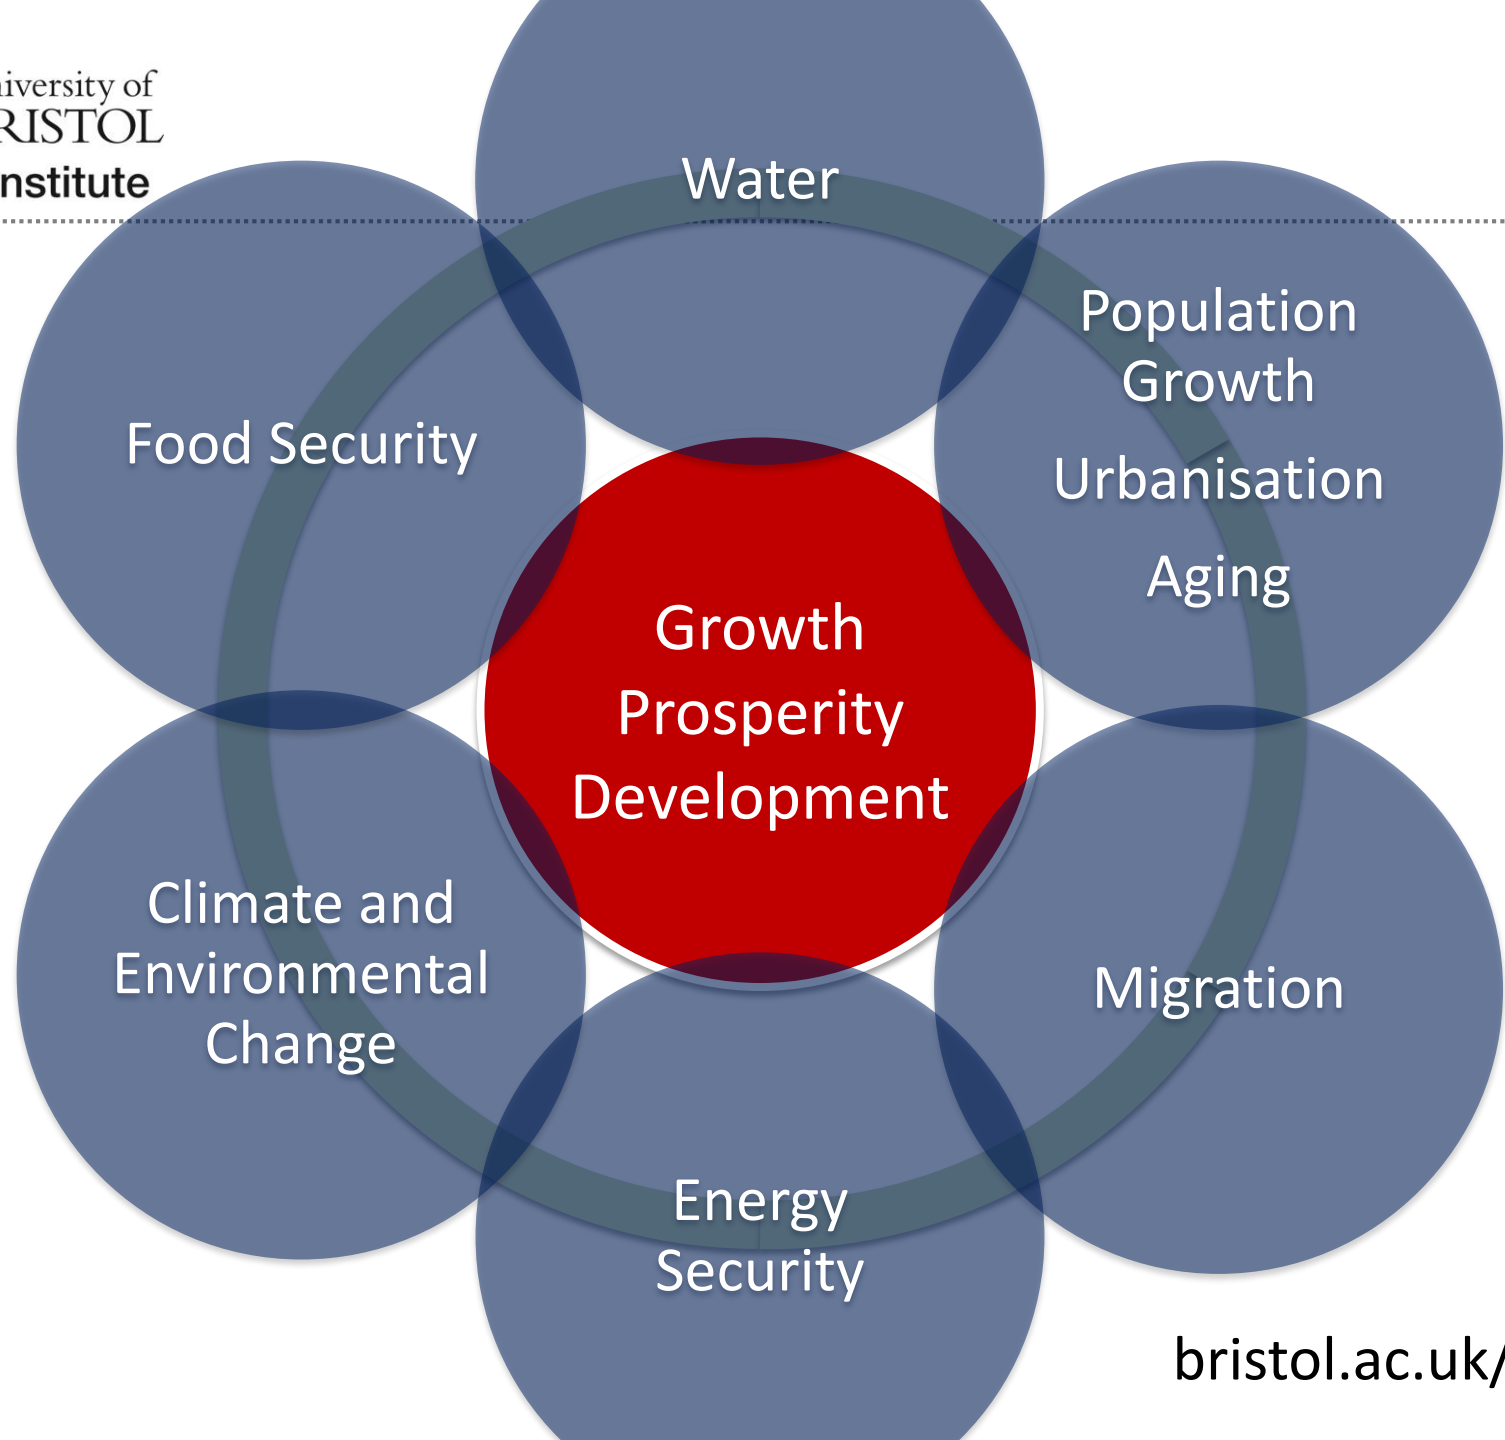 niversity of
RISTOL
nstitute
Water
Population
Growth
Urbanisation
Aging
Food Security
Growth
Prosperity
Development
Climate and
Environmental
Change
Migration
Energy
Security
bristol.ac.uk/